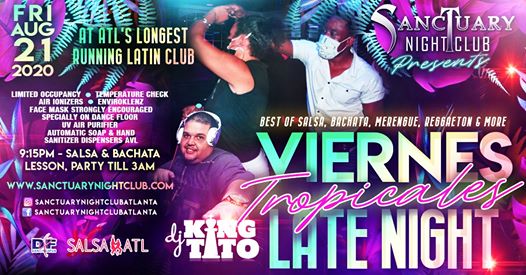 FRI
AUG
21
2020
AT ATL'S LONGEST
RUNNING LATIN CLUB
SANCTUARY
NIGHT CLUB
Presents
LIMITED OCCUPANCY • TEMPERATURE CHECK
AIR IONIZERS • ENVIROKLENZ
FACE MASK STRONGLY ENCOURAGED
SPECIALLY ON DANCE FLOOR
UV AIR PURIFIER
AUTOMATIC SOAP & HAND
SANITIZER DISPENSERS AVL
9:15PM - SALSA & BACHATA
LESSON, PARTY TILL 3AM
WWW.SANCTUARYNIGHTCLUB.COM
SANCTUARYNIGHTCLUBATLANTA
SANCTUARYNIGHTCLUBATLANTA
SALSA ATL
dj KING
TITO
BEST OF SALSA, BACHATA, MERENGUE, REGGAETON & MORE
VIERNES
Tropicales
LATE NIGHT